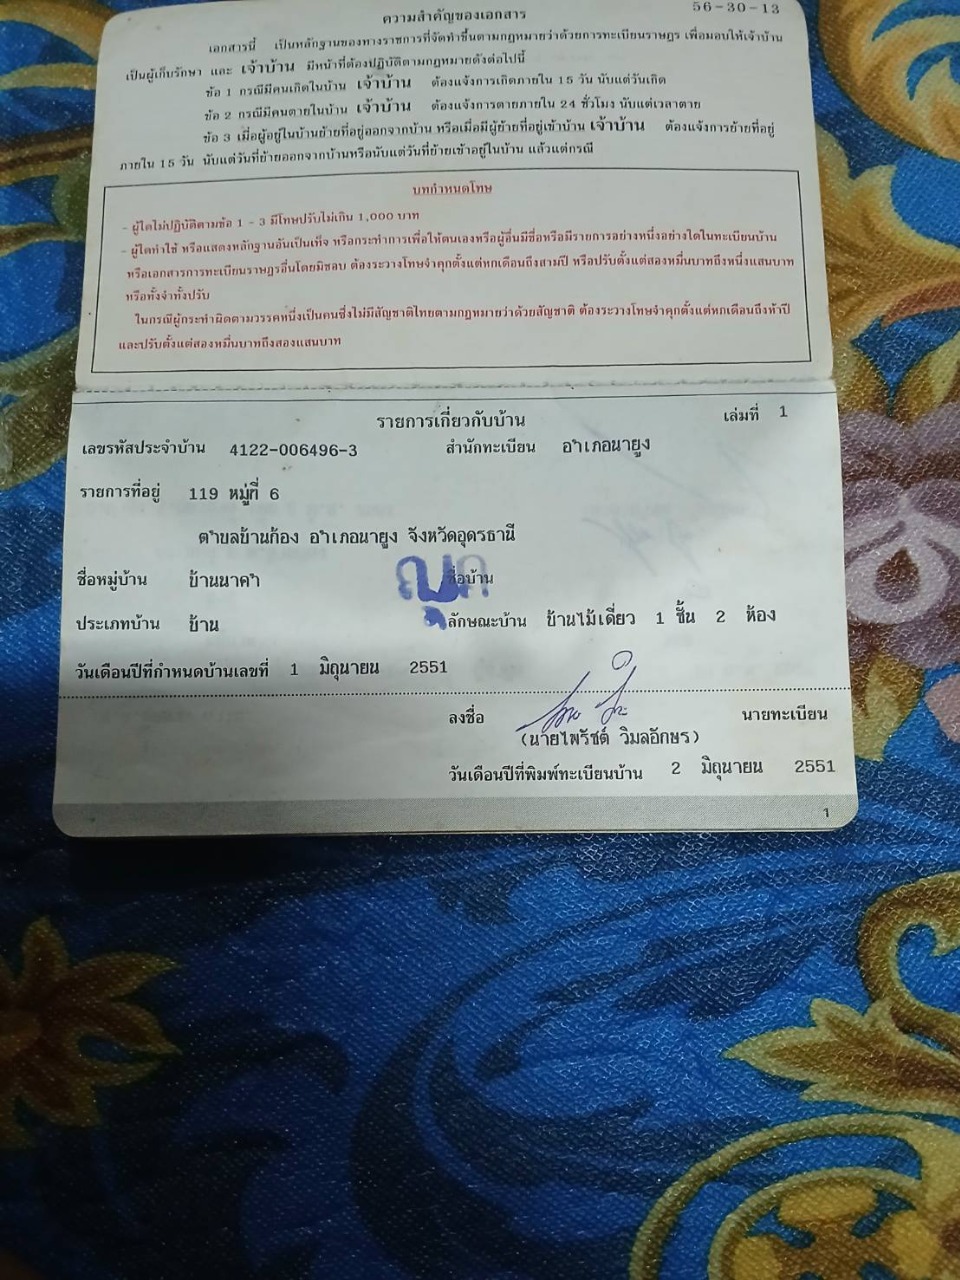 56-30-13
ความสำคัญของเอกสาร
เอกสารนี้ เป็นหลักฐานของทางราชการที่จัดทำขึ้นตามกฎหมายว่าด้วยการทะเบียนราษฎร เพื่อมอบให้เจ้าบ้าน
เป็นผู้เก็บรักษา และ เจ้าบ้าน มีหน้าที่ต้องปฏิบัติตามกฎหมายดังต่อไปนี้
ข้อ 1 กรณีมีคนเกิดในบ้าน เจ้าบ้าน ต้องแจ้งการเกิดภายใน 15 วัน นับแต่วันเกิด
ข้อ 2 กรณีมีคนตายในบ้าน เจ้าบ้าน ต้องแจ้งการตายภายใน 24 ชั่วโมง นับแต่เวลาตาย
ข้อ 3 เมื่อผู้อยู่ในบ้านย้ายที่อยู่ออกจากบ้าน หรือเมื่อมีผู้ย้ายที่อยู่เข้าบ้าน เจ้าบ้าน ต้องแจ้งการย้ายที่อยู่
ภายใน 15 วัน นับแต่วันที่ย้ายออกจากบ้านหรือนับแต่วันที่ย้ายเข้าอยู่ในบ้าน แล้วแต่กรณี
บทกำหนดโทษ
- ผู้ใดไม่ปฏิบัติตามข้อ 1 - 3 มีโทษปรับไม่เกิน 1,000 บาท
- ผู้ใดทำใช้ หรือแสดงหลักฐานอันเป็นเท็จ หรือกระทำการเพื่อให้ตนเองหรือผู้อื่นมีชื่อหรือมีรายการอย่างหนึ่งอย่างใดในทะเบียนบ้าน
หรือเอกสารการทะเบียนราษฎรอื่นโดยมิชอบ ต้องระวางโทษจำคุกตั้งแต่หกเดือนถึงสามปี หรือปรับตั้งแต่สองหมื่นบาทถึงหนึ่งแสนบาท
หรือทั้งจำทั้งปรับ
ในกรณีผู้กระทำผิดตามวรรคหนึ่งเป็นคนซึ่งไม่มีสัญชาติไทยตามกฎหมายว่าด้วยสัญชาติ ต้องระวางโทษจำคุกตั้งแต่หกเดือนถึงห้าปี
และปรับตั้งแต่สองหมื่นบาทถึงสองแสนบาท
รายการเกี่ยวกับบ้าน เล่มที่ 1
เลขรหัสประจำบ้าน 4122-006496-3 สำนักทะเบียน อำเภอนายูง
รายการที่อยู่ 119 หมู่ที่ 6
ตำบลบ้านก้อง อำเภอนายูง จังหวัดอุดรธานี
ชื่อหมู่บ้าน บ้านนาคำ ชื่อบ้าน
ประเภทบ้าน บ้าน ลักษณะบ้าน บ้านไม้เดี่ยว 1 ชั้น 2 ห้อง
วันเดือนปีที่กำหนดบ้านเลขที่ 1 มิถุนายน 2551
ลงชื่อ นายทะเบียน
(นายไพรัชต์ วิมลอักษร)
วันเดือนปีที่พิมพ์ทะเบียนบ้าน 2 มิถุนายน 2551
1